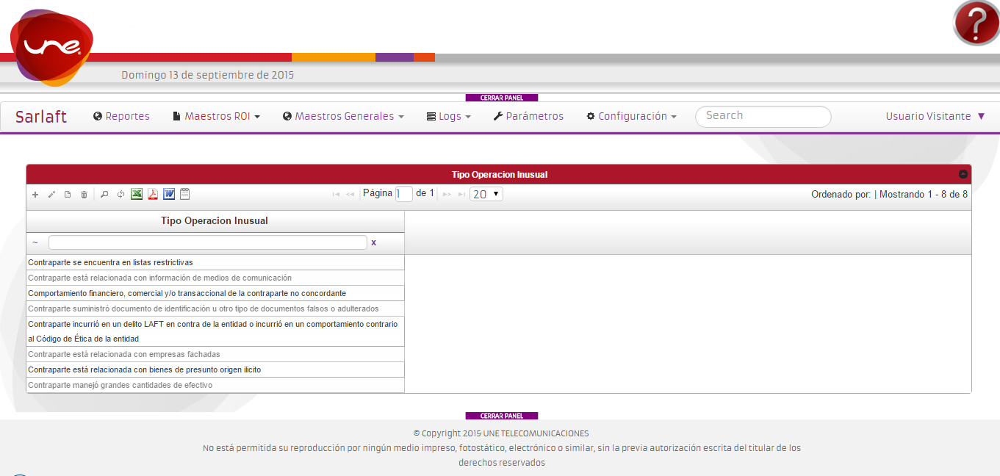 une
?
Domingo 13 de septiembre de 2015
CERRAR PANEL
Sarlaft Reportes Maestros ROI Maestros Generales Logs Parámetros Configuración Search Usuario Visitante
Tipo Operacion Inusual
Página 1 de 1 20 Ordenado por: | Mostrando 1 - 8 de 8
Tipo Operacion Inusual
~ x
Contraparte se encuentra en listas restrictivas
Contraparte está relacionada con información de medios de comunicación
Comportamiento financiero, comercial y/o transaccional de la contraparte no concordante
Contraparte suministró documento de identificación u otro tipo de documentos falsos o adulterados
Contraparte incurrió en un delito LAFT en contra de la entidad o incurrió en un comportamiento contrario
al Código de Ética de la entidad
Contraparte está relacionada con empresas fachadas
Contraparte está relacionada con bienes de presunto origen ilicito
Contraparte manejó grandes cantidades de efectivo
CERRAR PANEL
© Copyright 2015-UNE TELECOMUNICACIONES
No está permitida su reproducción por ningún medio impreso, fotostático, electrónico o similar, sin la previa autorización escrita del titular de los
derechos reservados